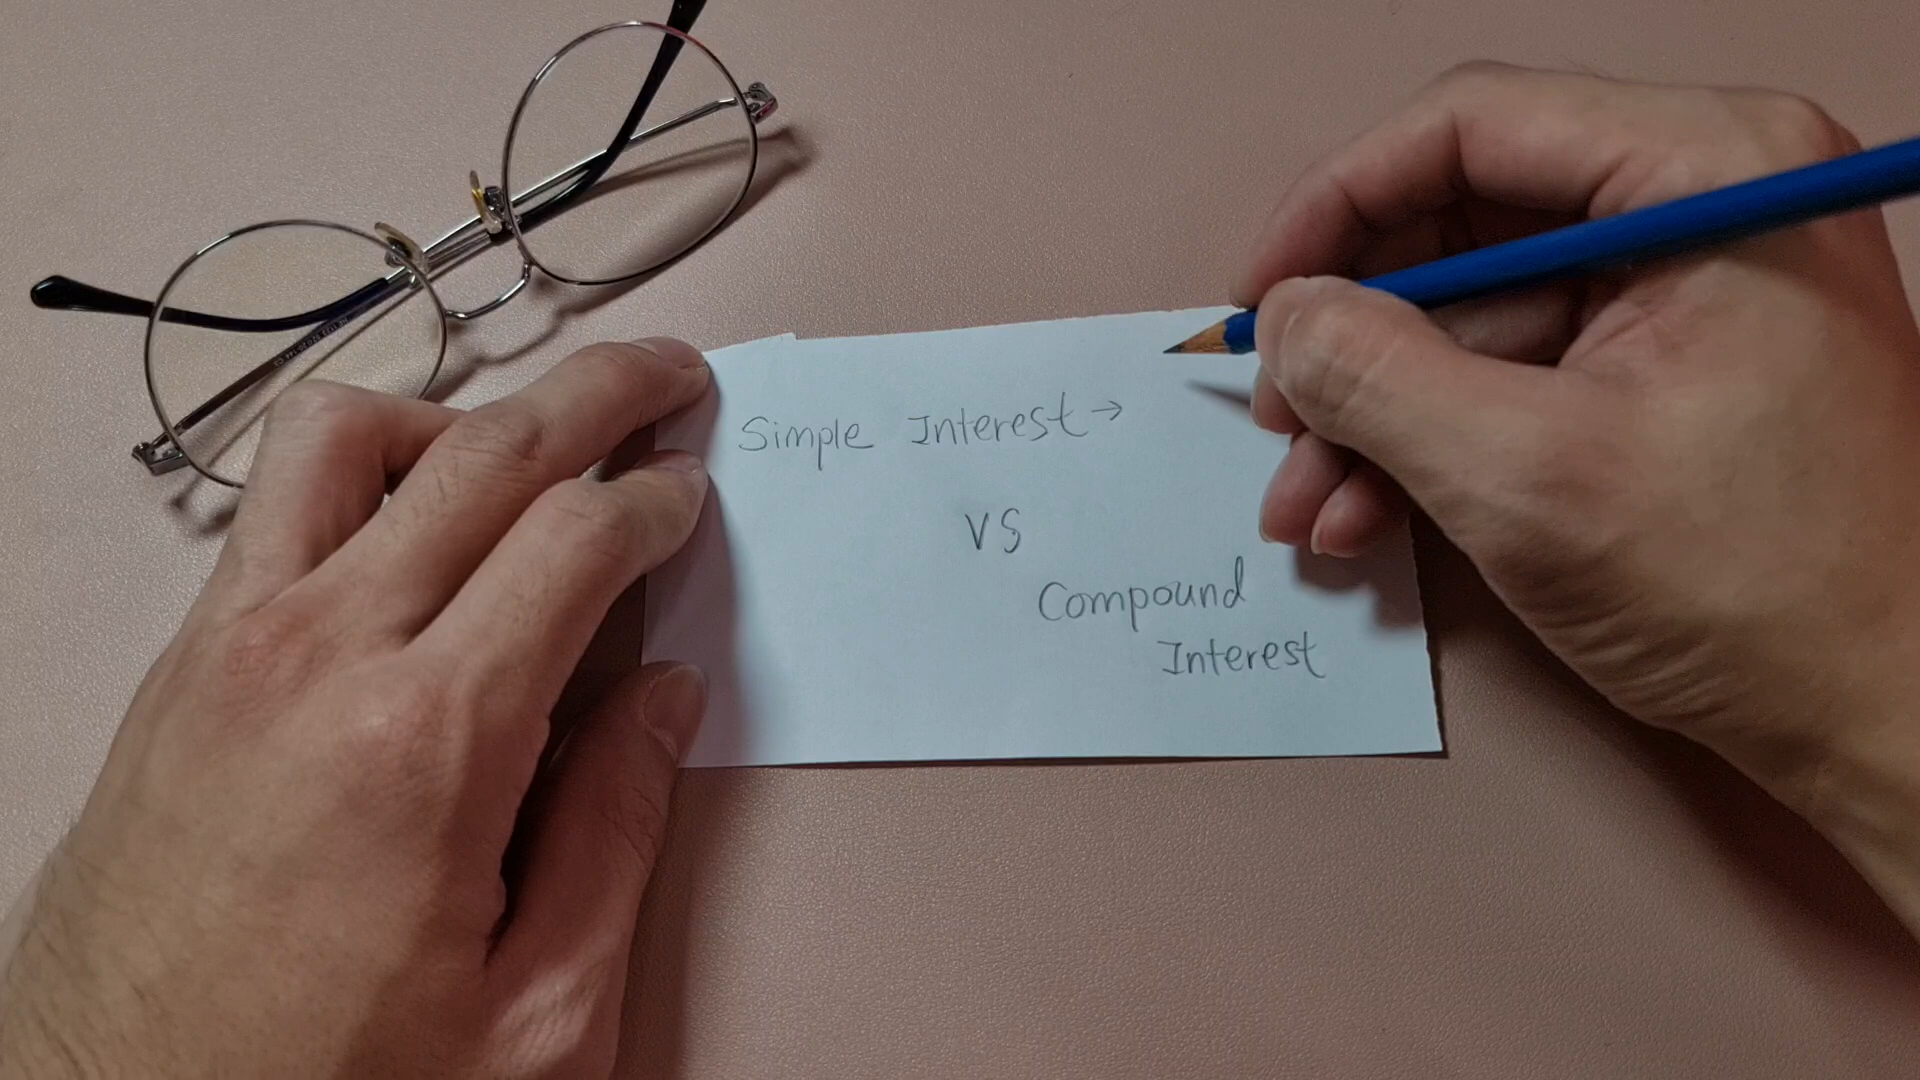 Simple Interest →
VS
Compound
Interest